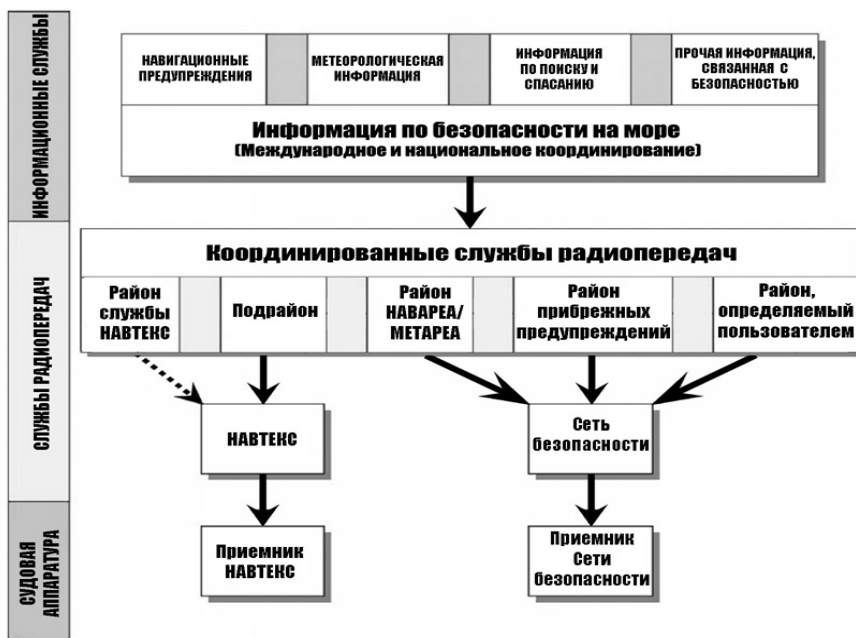 ИНФОРМАЦИОННЫЕ СЛУЖБЫ
НАВИГАЦИОННЫЕ
ПРЕДУПРЕЖДЕНИЯ
МЕТЕОРОЛОГИЧЕСКАЯ
ИНФОРМАЦИЯ
ИНФОРМАЦИЯ
ПО ПОИСКУ И
СПАСАНИЮ
ПРОЧАЯ ИНФОРМАЦИЯ,
СВЯЗАННАЯ С
БЕЗОПАСНОСТЬЮ
Информация по безопасности на море
(Международное и национальное координирование)
СЛУЖБЫ РАДИОПЕРЕДАЧ
Координированные службы радиопередач
Район
службы
НАВТЕКС
Подрайон
Район
НАВАРЕА/
МЕТАРЕА
Район
прибрежных
предупреждений
Район,
определяемый
пользователем
НАВТЕКС
Сеть
безопасности
СУДОВАЯ
АППАРАТУРА
Приемник
НАВТЕКС
Приемник
Сети
безопасности